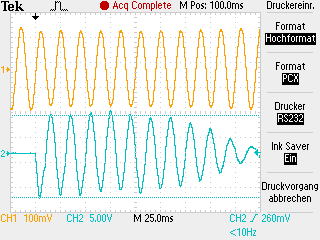 Tek Acq Complete M Pos: 100.0ms Druckereinr.
Format
Hochformat
1
Format
PCX
Drucker
RS232
2
Ink Saver
Ein
Druckvorgang
abbrechen
CH1 100mV CH2 5.00V M 25.0ms CH2 / 260mV
<10Hz